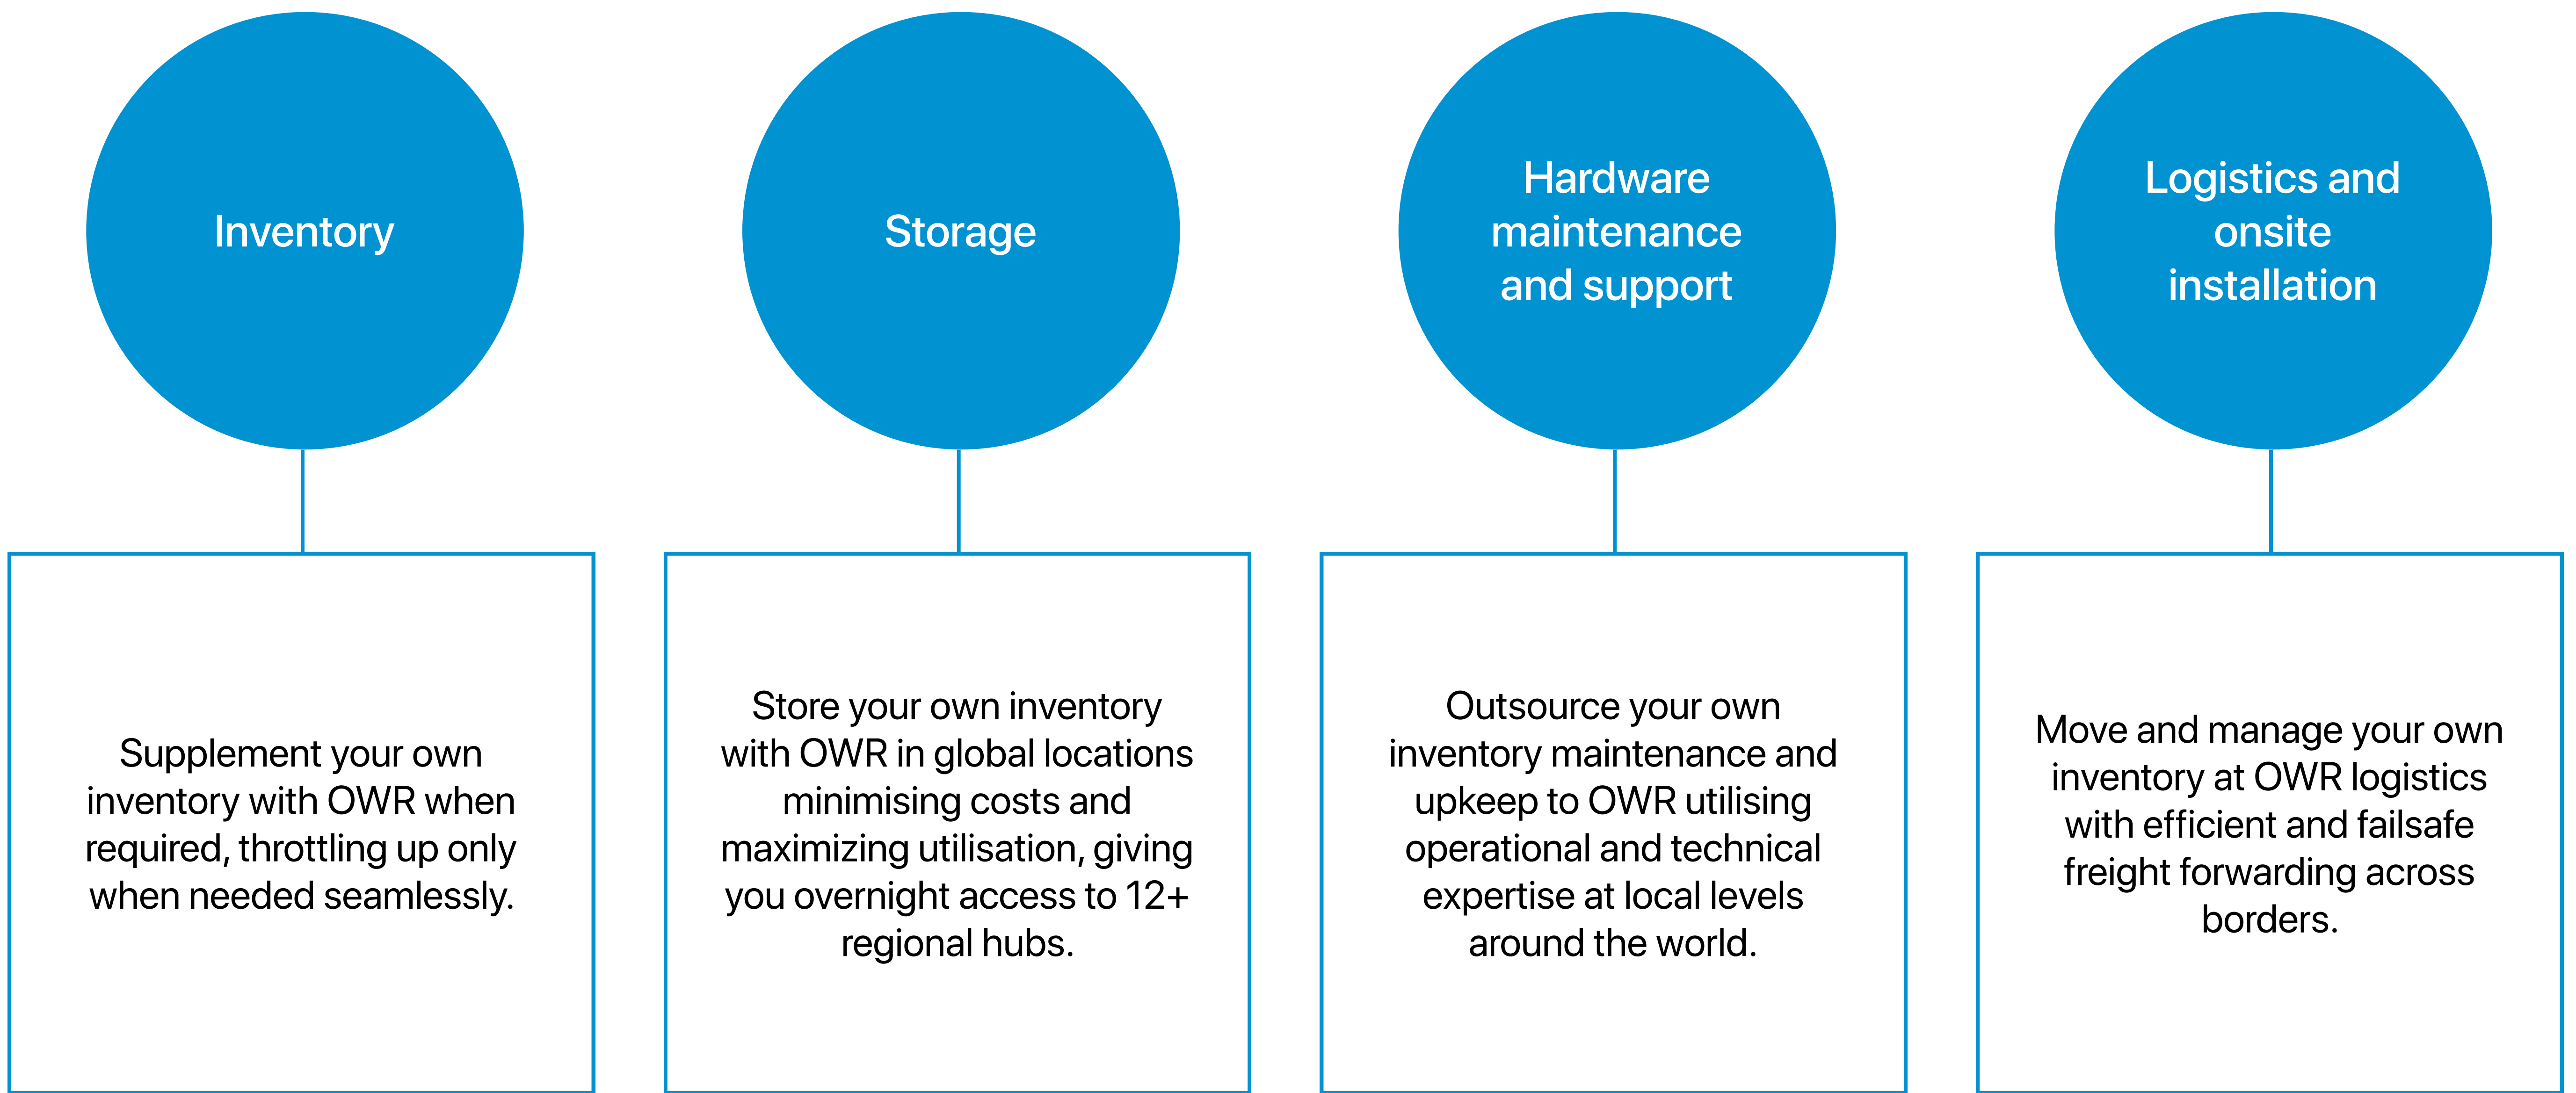 Inventory
Storage
Hardware
maintenance
and support
Logistics and
onsite
installation
Supplement your own
inventory with OWR when
required, throttling up only
when needed seamlessly.
Store your own inventory
with OWR in global locations
minimising costs and
maximizing utilisation, giving
you overnight access to 12+
regional hubs.
Outsource your own
inventory maintenance and
upkeep to OWR utilising
operational and technical
expertise at local levels
around the world.
Move and manage your own
inventory at OWR logistics
with efficient and failsafe
freight forwarding across
borders.